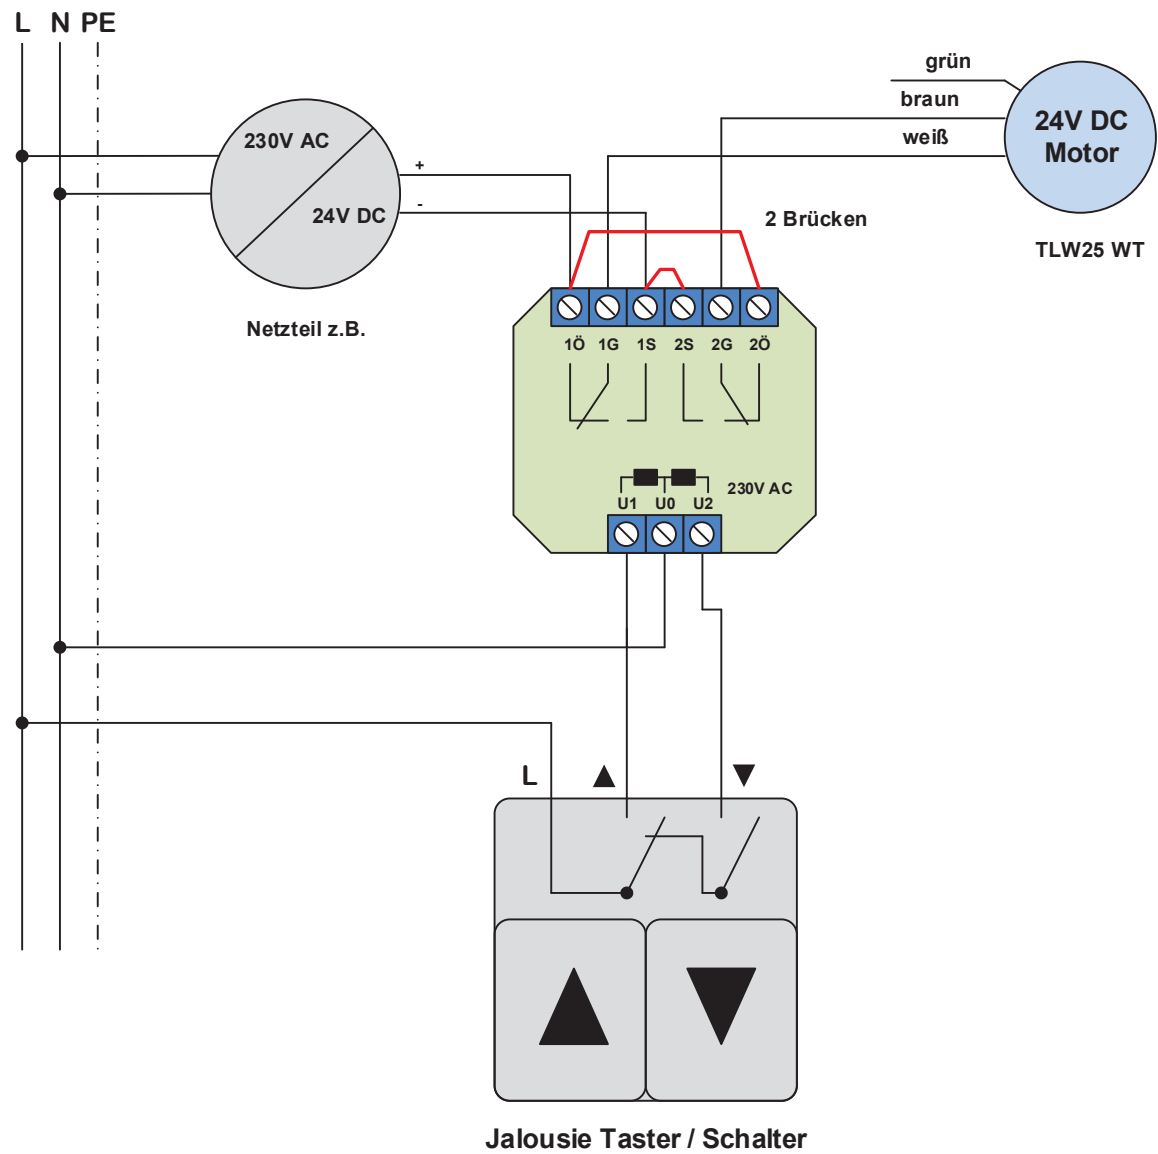 L N PE
grün
braun
weiß
24V DC
Motor
TLW25 WT
230V AC
24V DC
+
-
Netzteil z.B.
2 Brücken
1Ö 1G 1S 2S 2G 2Ö
230V AC
U1 U0 U2
L
Jalousie Taster / Schalter